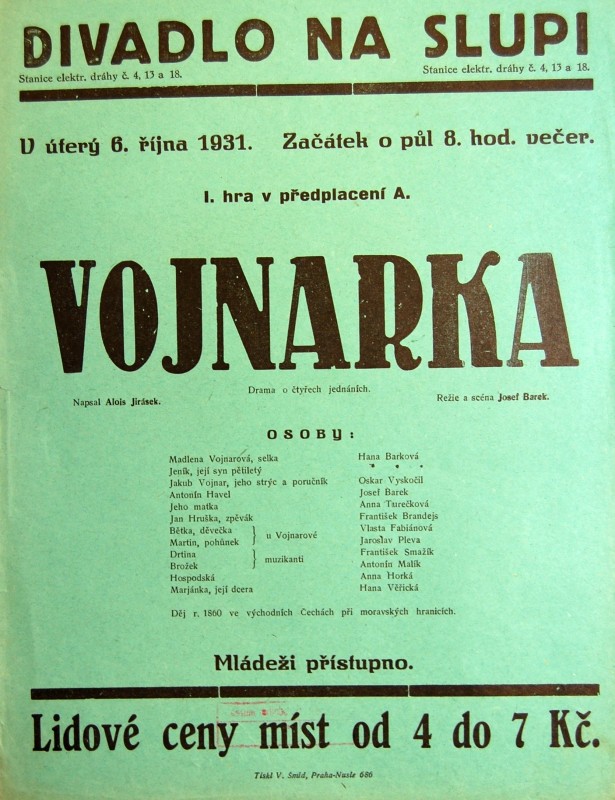 DIVADLO NA SLUPI
Stanice elektr. dráhy č. 4, 13 a 18. Stanice elektr. dráhy č. 4, 13 a 18.
V úterý 6. října 1931. Začátek o půl 8. hod. večer.
I. hra v předplacení A.
VOJNARKA
Drama o čtyřech jednáních.
Napsal Alois Jirásek. Režie a scéna Josef Barek.
OSOBY:
Madlena Vojnarová, selka Hana Barková
Jeník, její syn pětiletý * * *
Jakub Vojnar, jeho strýc a poručník Oskar Vyskočil
Antonín Havel Josef Barek
Jeho matka Anna Turečková
Jan Hruška, zpěvák František Brandejs
Bětka, děvečka } u Vojnarové Vlasta Fabiánová
Martin, pohůnek } Jaroslav Pleva
Drtina } muzikanti František Smažík
Brožek } Antonín Malík
Hospodská Anna Horká
Marjánka, její dcera Hana Věřická
Děj r. 1860 ve východních Čechách při moravských hranicích.
Mládeži přístupno.
Lidové ceny míst od 4 do 7 Kč.
Tiskl V. Šmíd, Praha-Nusle 686